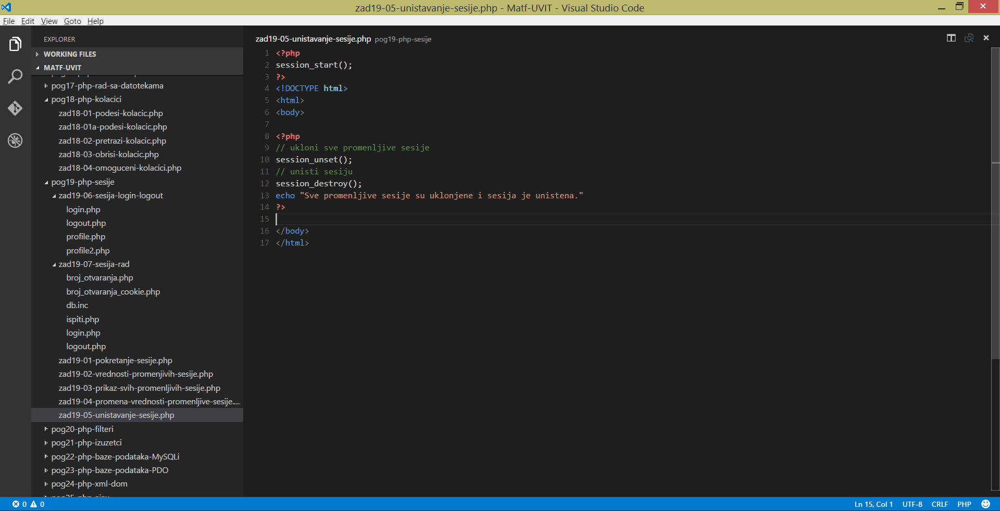 zad19-05-unistavanje-sesije.php - Matf-UVIT - Visual Studio Code
File Edit View Goto Help
EXPLORER
WORKING FILES
MATF-UVIT
pog17-php-rad-sa-datotekama
pog18-php-kolacici
zad18-01-podesi-kolacic.php
zad18-01a-podesi-kolacic.php
zad18-02-pretrazi-kolacic.php
zad18-03-obrisi-kolacic.php
zad18-04-omoguceni-kolacici.php
pog19-php-sesije
zad19-06-sesija-login-logout
login.php
logout.php
profile.php
profile2.php
zad19-07-sesija-rad
broj_otvaranja.php
broj_otvaranja_cookie.php
db.inc
ispiti.php
login.php
logout.php
zad19-01-pokretanje-sesije.php
zad19-02-vrednosti-promenjivih-sesije.php
zad19-03-prikaz-svih-promenljivih-sesije.php
zad19-04-promena-vrednosti-promenljive-sesije....
zad19-05-unistavanje-sesije.php
pog20-php-filteri
pog21-php-izuzetci
pog22-php-baze-podataka-MySQLi
pog23-php-baze-podataka-PDO
pog24-php-xml-dom
zad19-05-unistavanje-sesije.php pog19-php-sesije
1 <?php
2 session_start();
3 ?>
4 <!DOCTYPE html>
5 <html>
6 <body>
7
8 <?php
9 // ukloni sve promenljive sesije
10 session_unset();
11 // unisti sesiju
12 session_destroy();
13 echo "Sve promenljive sesije su uklonjene i sesija je unistena."
14 ?>
15
16 </body>
17 </html>
0 0
Ln 15, Col 1 UTF-8 CRLF PHP